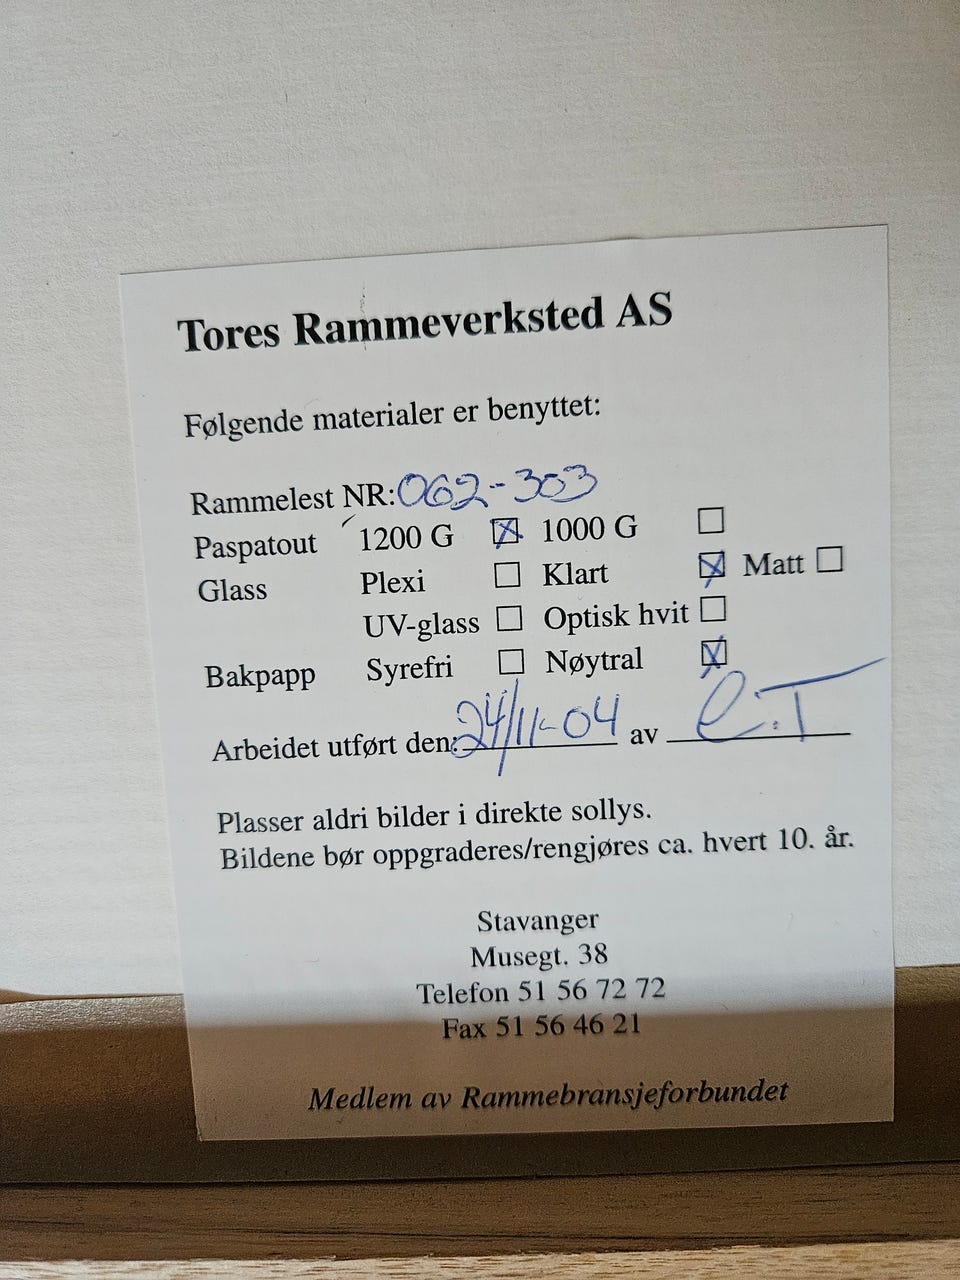 Tores Rammeverksted AS
Følgende materialer er benyttet:
Rammelest NR: 062-303
Paspatout 1200 G ☒ 1000 G ☐
Glass Plexi ☐ Klart ☒ Matt ☐
UV-glass ☐ Optisk hvit ☐
Bakpapp Syrefri ☐ Nøytral ☒
Arbeidet utført den: 24/11-04 av E.T
Plasser aldri bilder i direkte sollys.
Bildene bør oppgraderes/rengjøres ca. hvert 10. år.
Stavanger
Musegt. 38
Telefon 51 56 72 72
Fax 51 56 46 21
Medlem av Rammebransjeforbundet